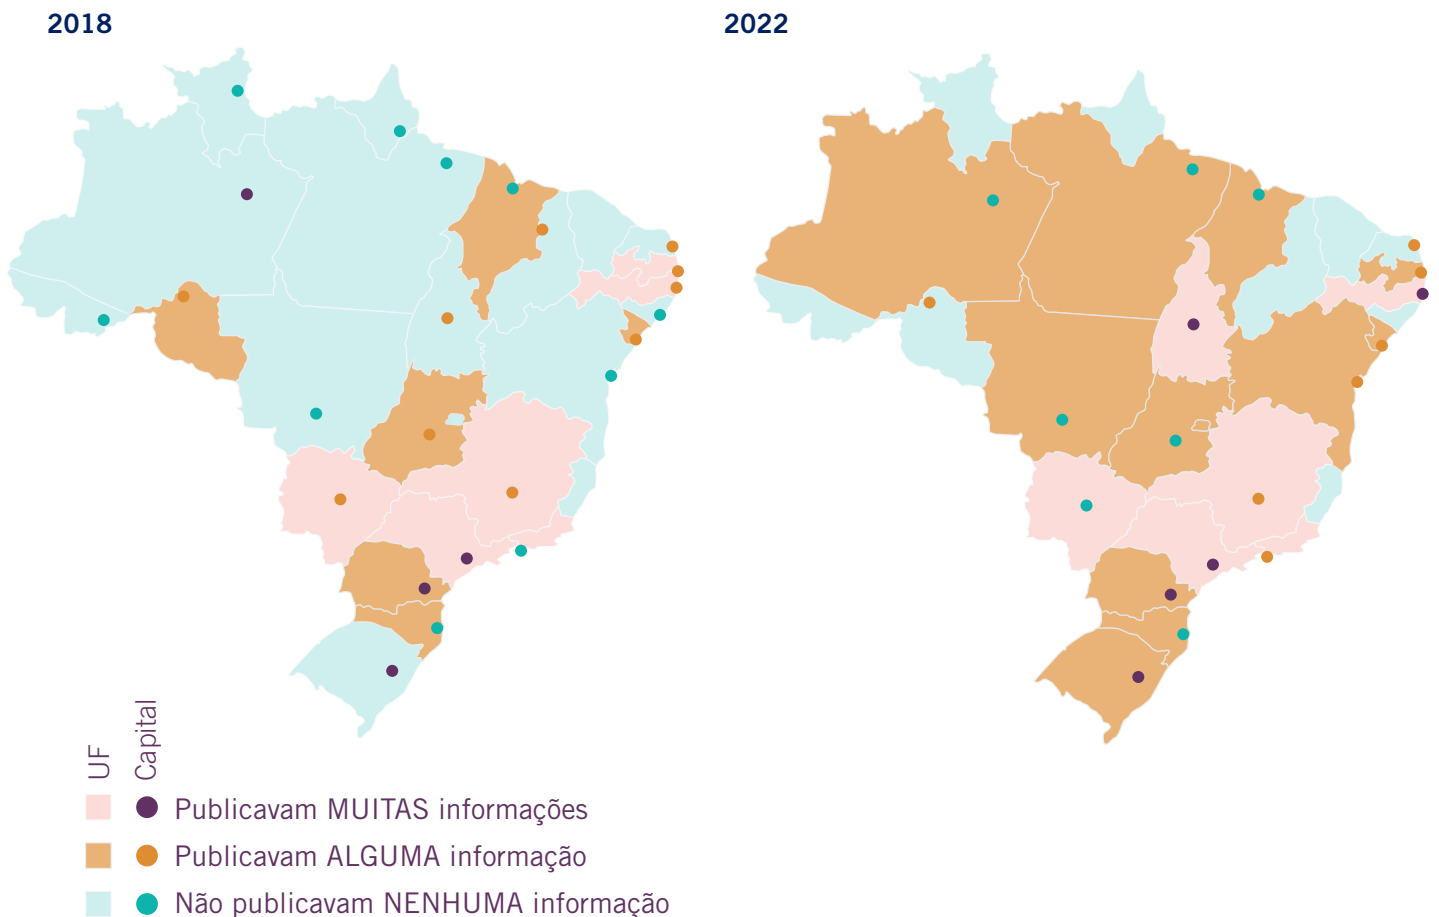 2018
2022
UF
Capital
Publicavam MUITAS informações
Publicavam ALGUMA informação
Não publicavam NENHUMA informação